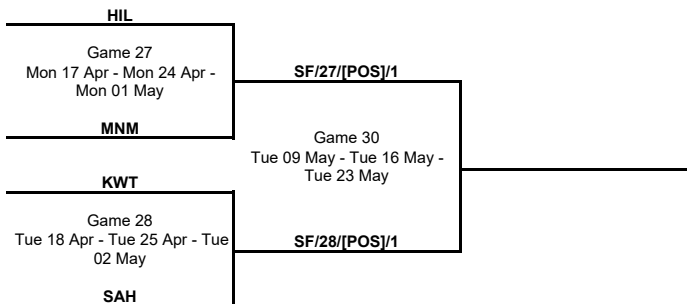 HIL
Game 27
Mon 17 Apr - Mon 24 Apr -
Mon 01 May
SF/27/[POS]/1
MNM
Game 30
Tue 09 May - Tue 16 May -
Tue 23 May
KWT
Game 28
Tue 18 Apr - Tue 25 Apr - Tue
02 May
SF/28/[POS]/1
SAH